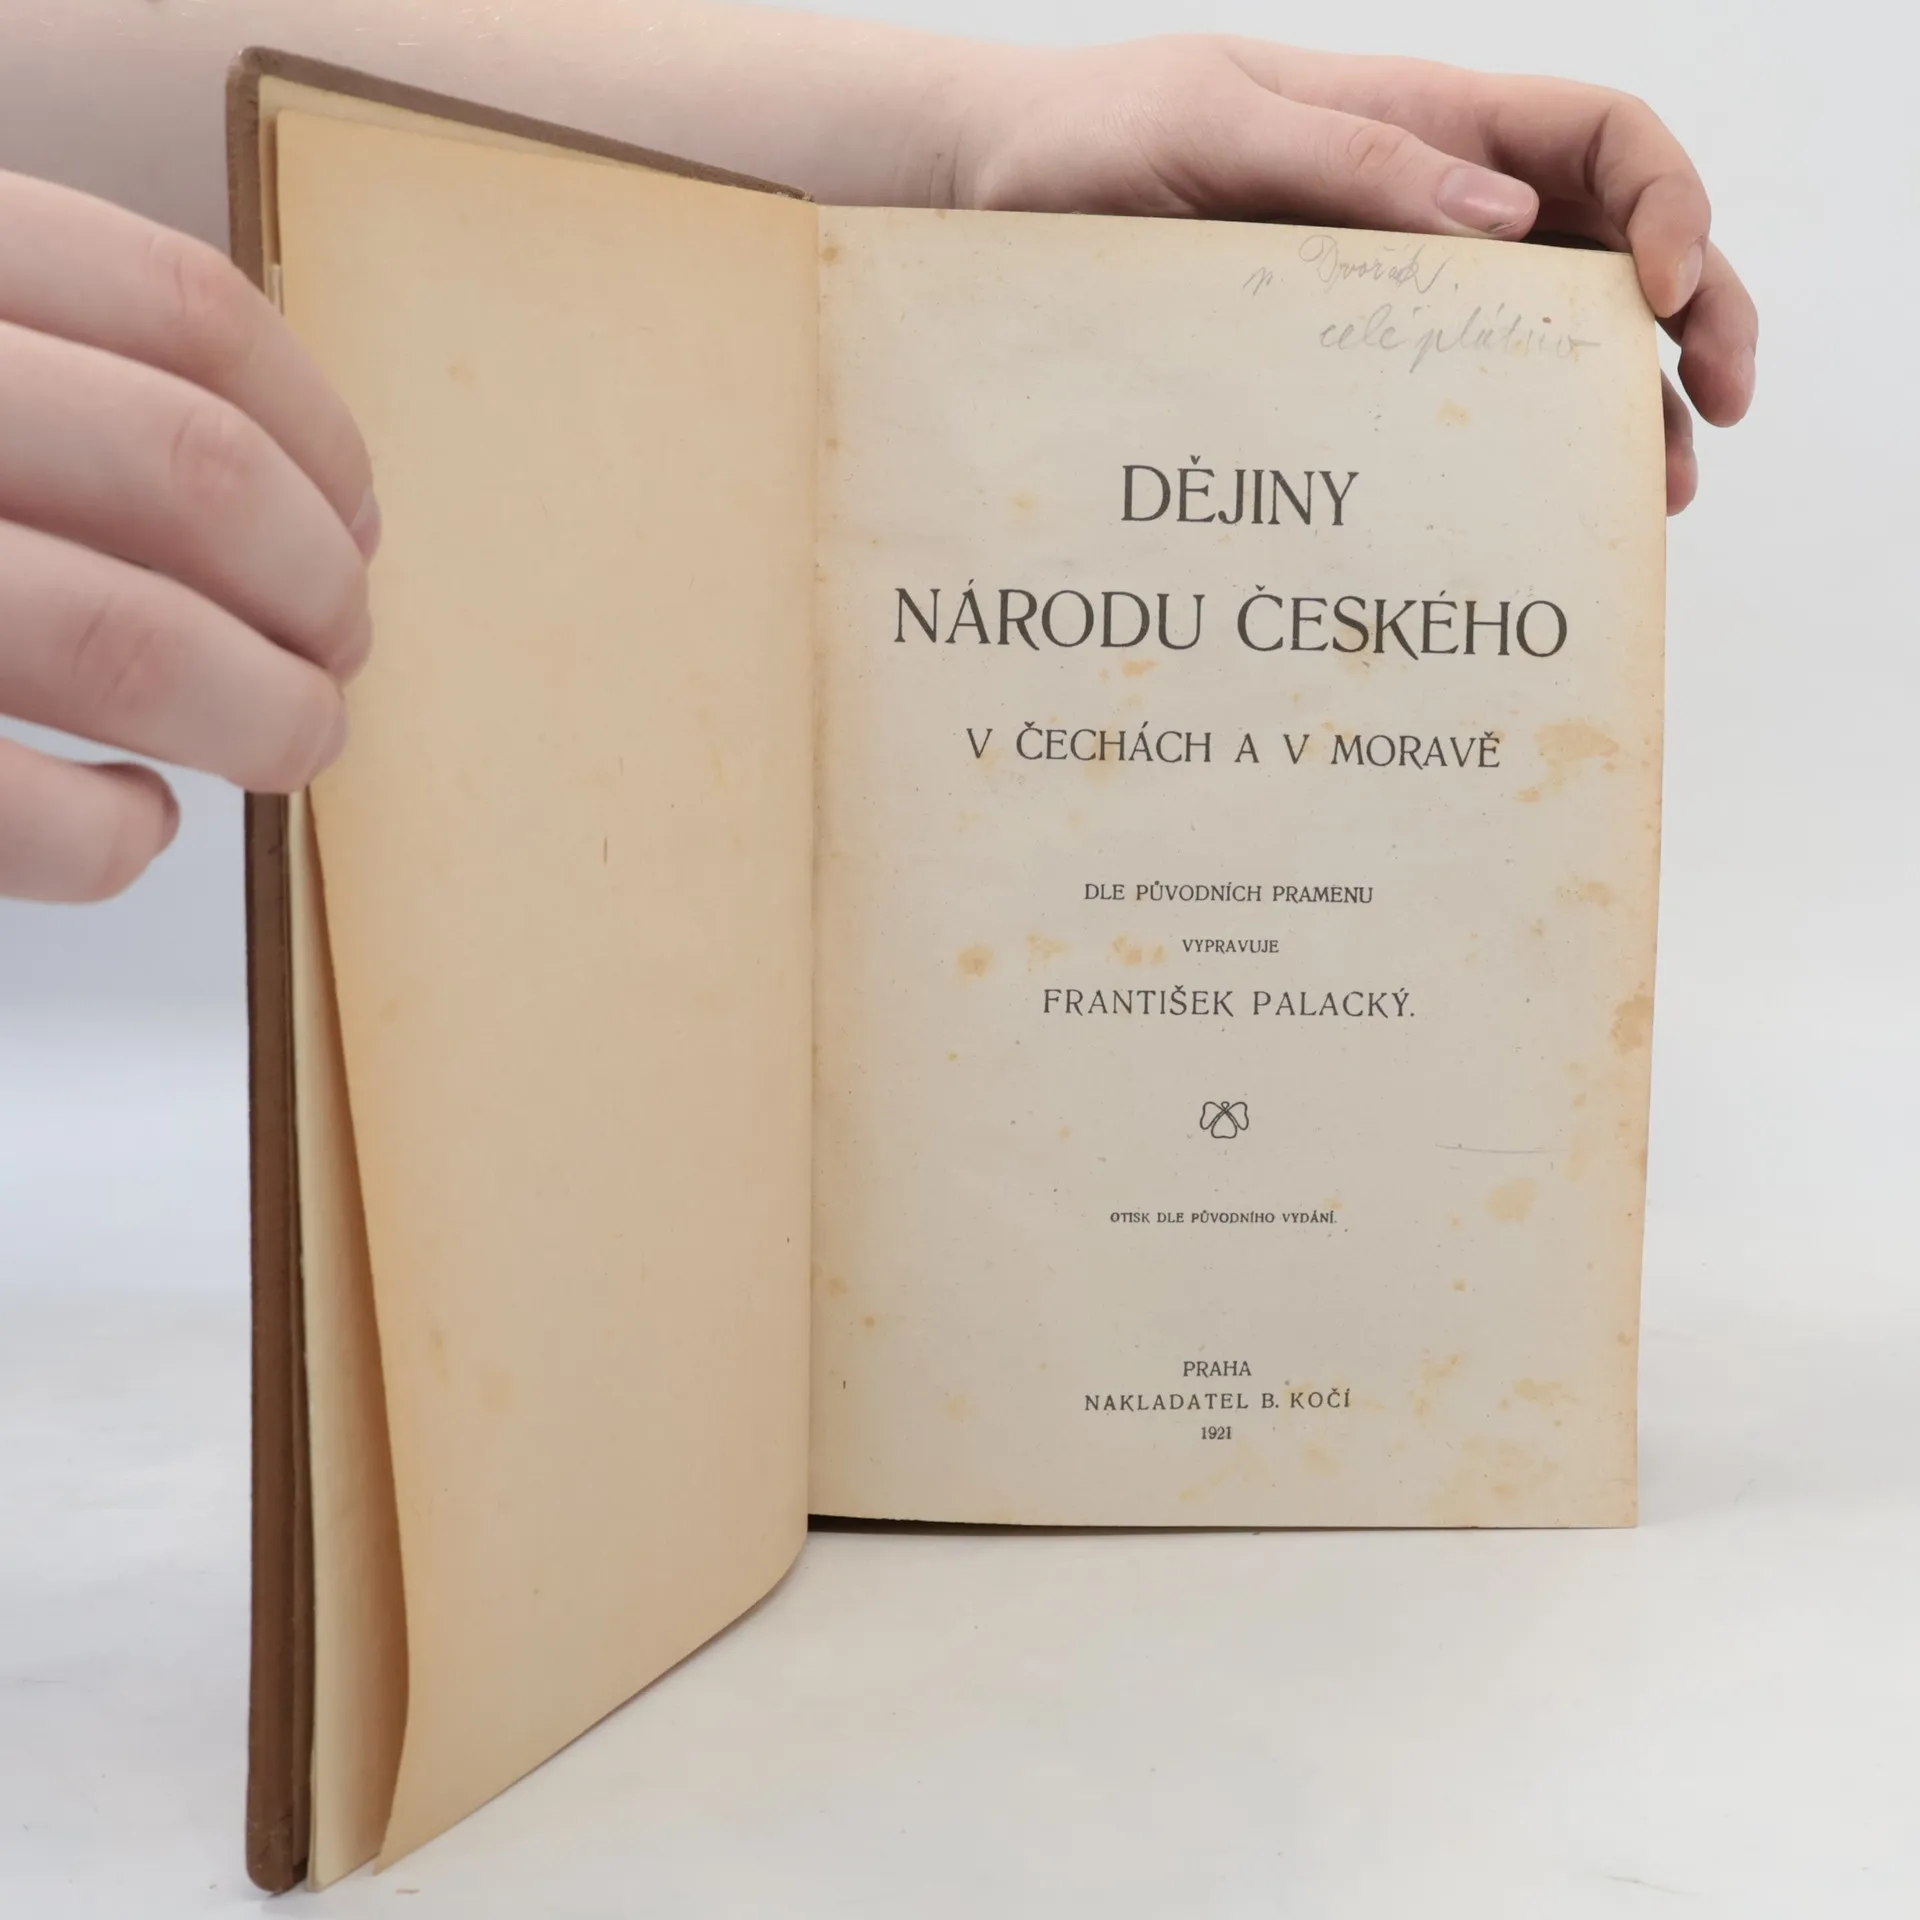 p. Dvořák.
celé plátno
DĚJINY
NÁRODU ČESKÉHO
V ČECHÁCH A V MORAVĚ
DLE PŮVODNÍCH PRAMENU
VYPRAVUJE
FRANTIŠEK PALACKÝ.
OTISK DLE PŮVODNÍHO VYDÁNÍ.
PRAHA
NAKLADATEL B. KOČÍ
1921